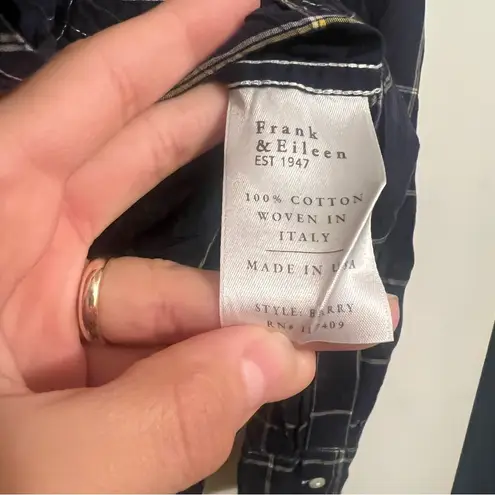 Frank
& Eileen
EST 1947
100% COTTON
WOVEN IN
ITALY
MADE IN USA
STYLE: BARRY
RN#